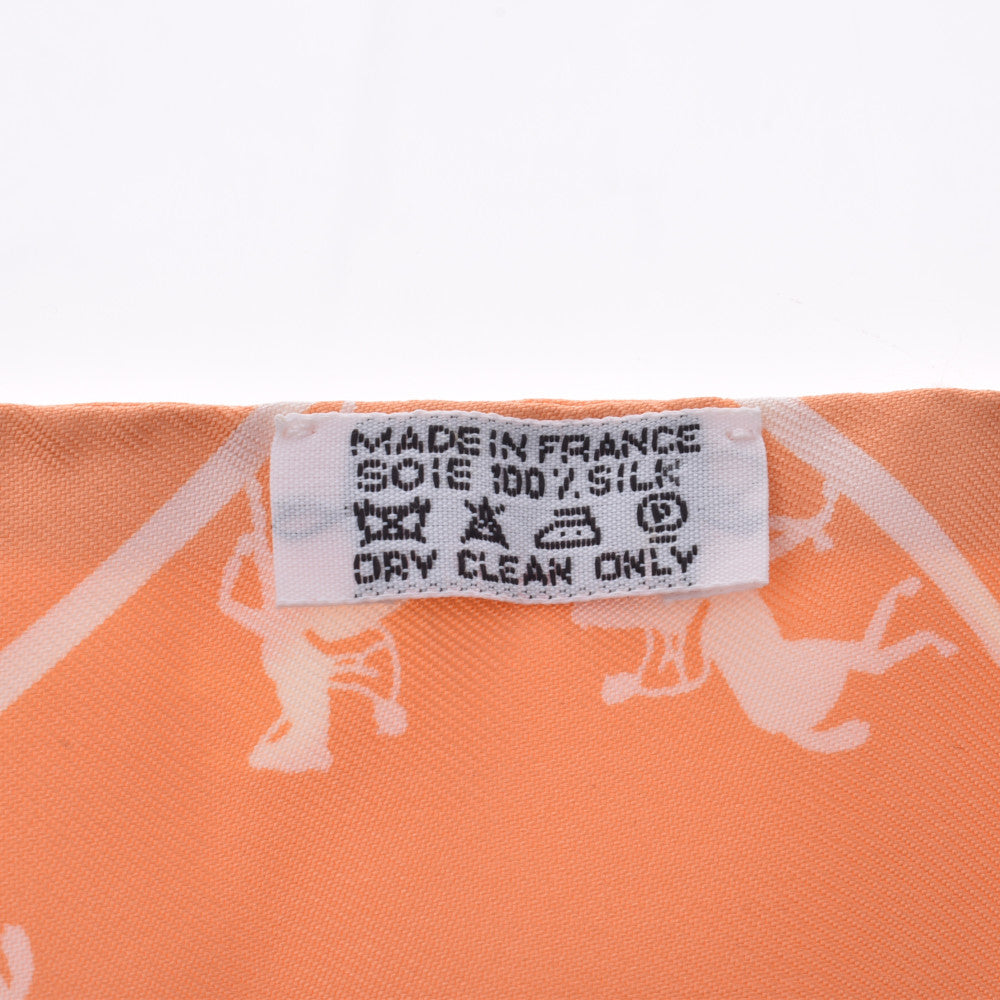 MADE IN FRANCE
SOIE 100% SILK
P
DRY CLEAN ONLY